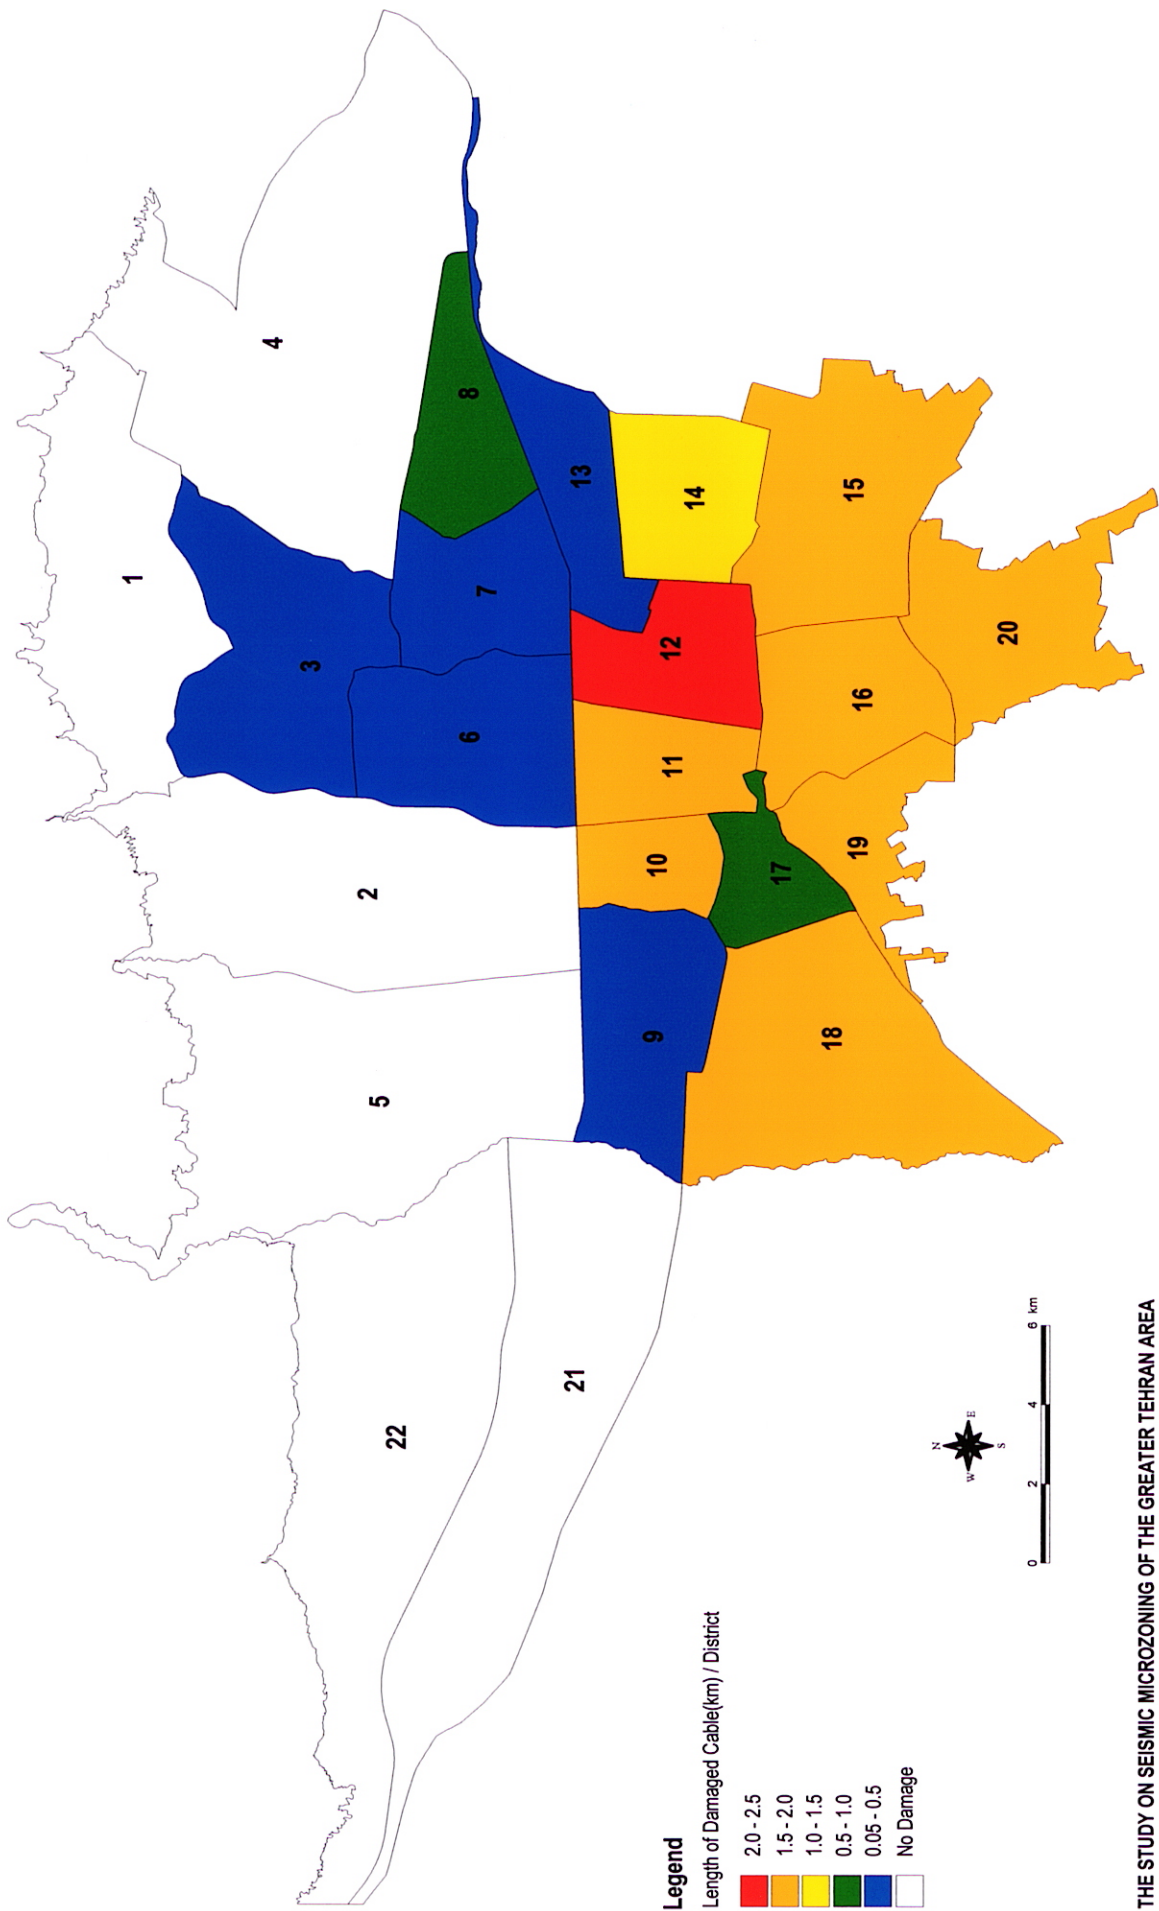 1
2
3
4
5
6
7
8
9
10
11
12
13
14
15
16
17
18
19
20
21
22
N
W
E
S
0
2
4
6 km
Legend
Length of Damaged Cable(km) / District
2.0 - 2.5
1.5 - 2.0
1.0 - 1.5
0.5 - 1.0
0.05 - 0.5
No Damage
THE STUDY ON SEISMIC MICROZONING OF THE GREATER TEHRAN AREA